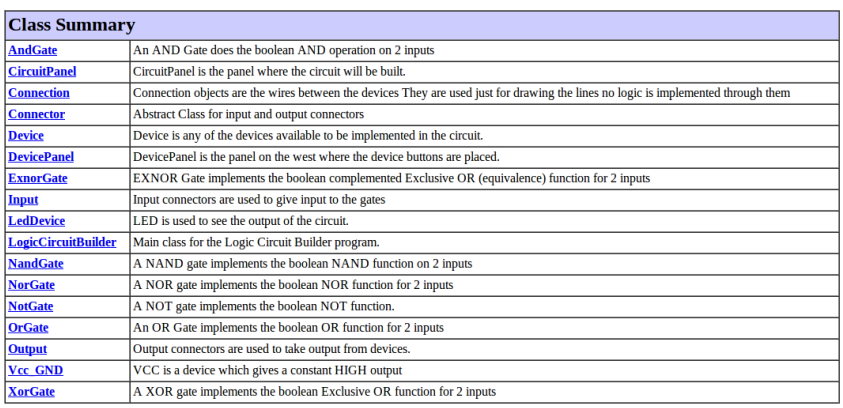 Class Summary
AndGate An AND Gate does the boolean AND operation on 2 inputs
CircuitPanel CircuitPanel is the panel where the circuit will be built.
Connection Connection objects are the wires between the devices They are used just for drawing the lines no logic is implemented through them
Connector Abstract Class for input and output connectors
Device Device is any of the devices available to be implemented in the circuit.
DevicePanel DevicePanel is the panel on the west where the device buttons are placed.
ExnorGate EXNOR Gate implements the boolean complemented Exclusive OR (equivalence) function for 2 inputs
Input Input connectors are used to give input to the gates
LedDevice LED is used to see the output of the circuit.
LogicCircuitBuilder Main class for the Logic Circuit Builder program.
NandGate A NAND gate implements the boolean NAND function on 2 inputs
NorGate A NOR gate implements the boolean NOR function for 2 inputs
NotGate A NOT gate implements the boolean NOT function.
OrGate An OR Gate implements the boolean OR function for 2 inputs
Output Output connectors are used to take output from devices.
Vcc_GND VCC is a device which gives a constant HIGH output
XorGate A XOR gate implements the boolean Exclusive OR function for 2 inputs